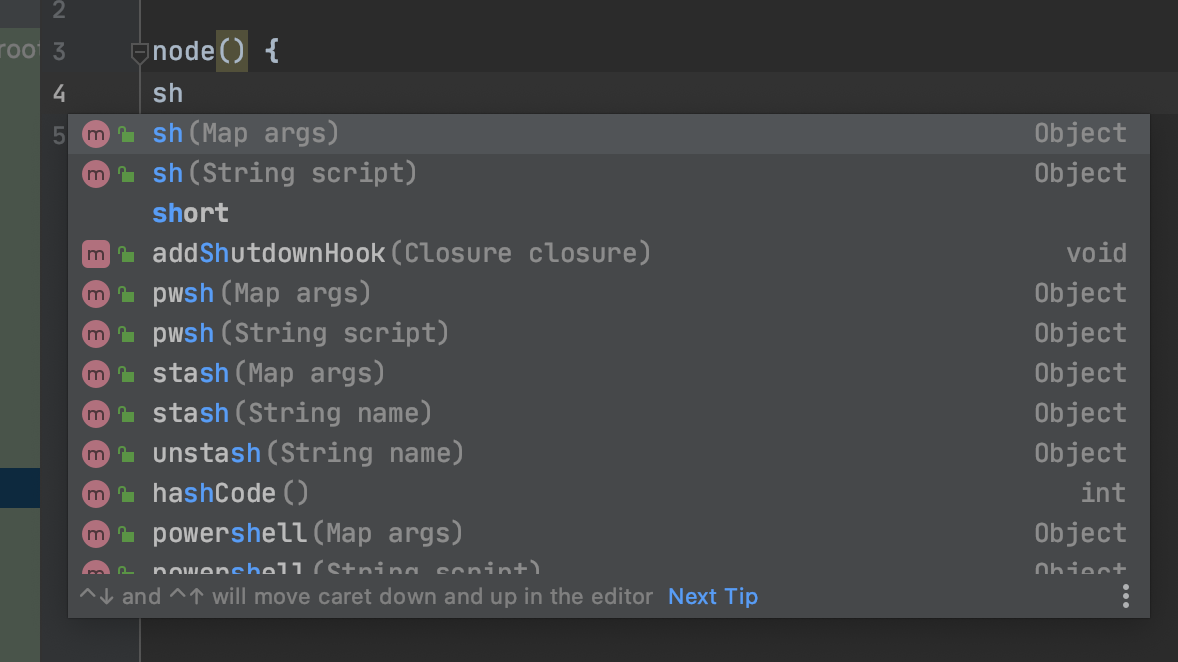 2
root
3 node() {
4 sh
5
m sh(Map args) Object
m sh(String script) Object
short
m addShutdownHook(Closure closure) void
m pwsh(Map args) Object
m pwsh(String script) Object
m stash(Map args) Object
m stash(String name) Object
m unstash(String name) Object
m hashCode() int
m powershell(Map args) Object
m powershell(String script) Object
^↓ and ^↑ will move caret down and up in the editor Next Tip